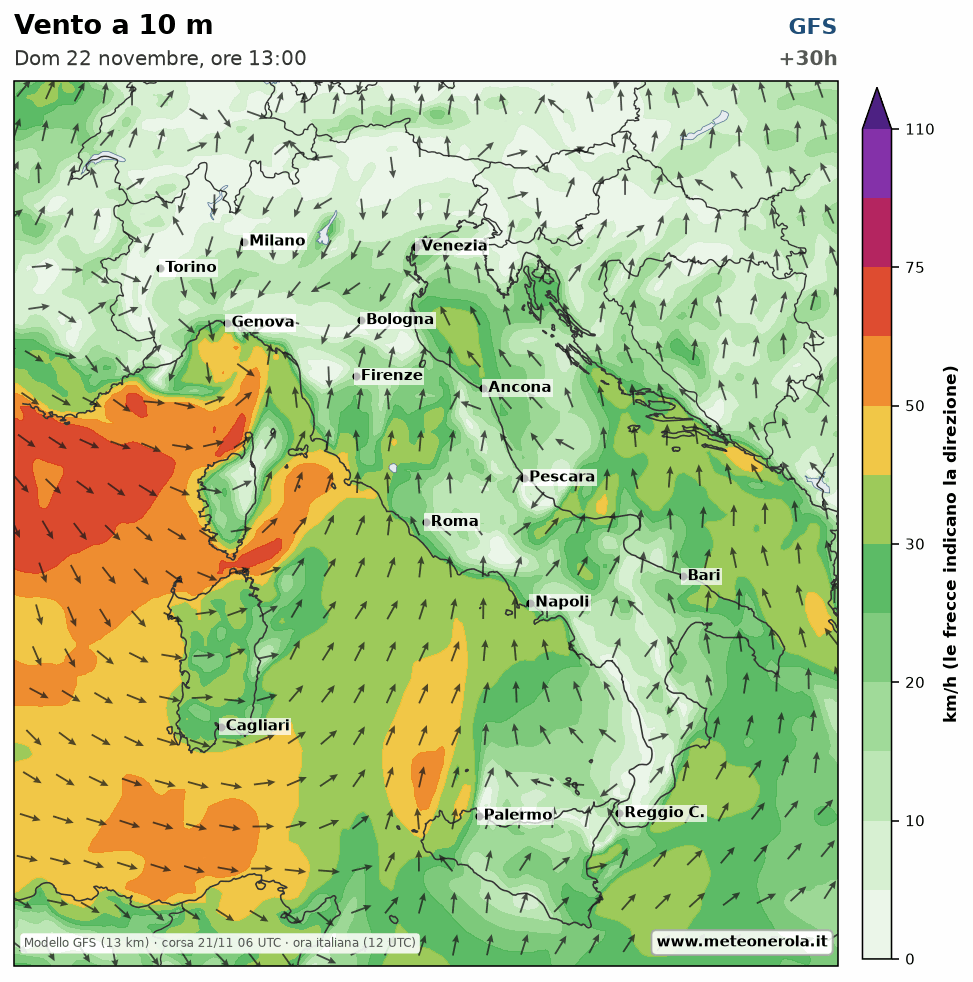 Vento a 10 m
GFS
Dom 22 novembre, ore 13:00
+30h
110
75
50
30
20
10
0
km/h (le frecce indicano la direzione)
Milano
Venezia
Torino
Genova
Bologna
Firenze
Ancona
Pescara
Roma
Bari
Napoli
Cagliari
Palermo
Reggio C.
Modello GFS (13 km) · corsa 21/11 06 UTC · ora italiana (12 UTC)
www.meteonerola.it